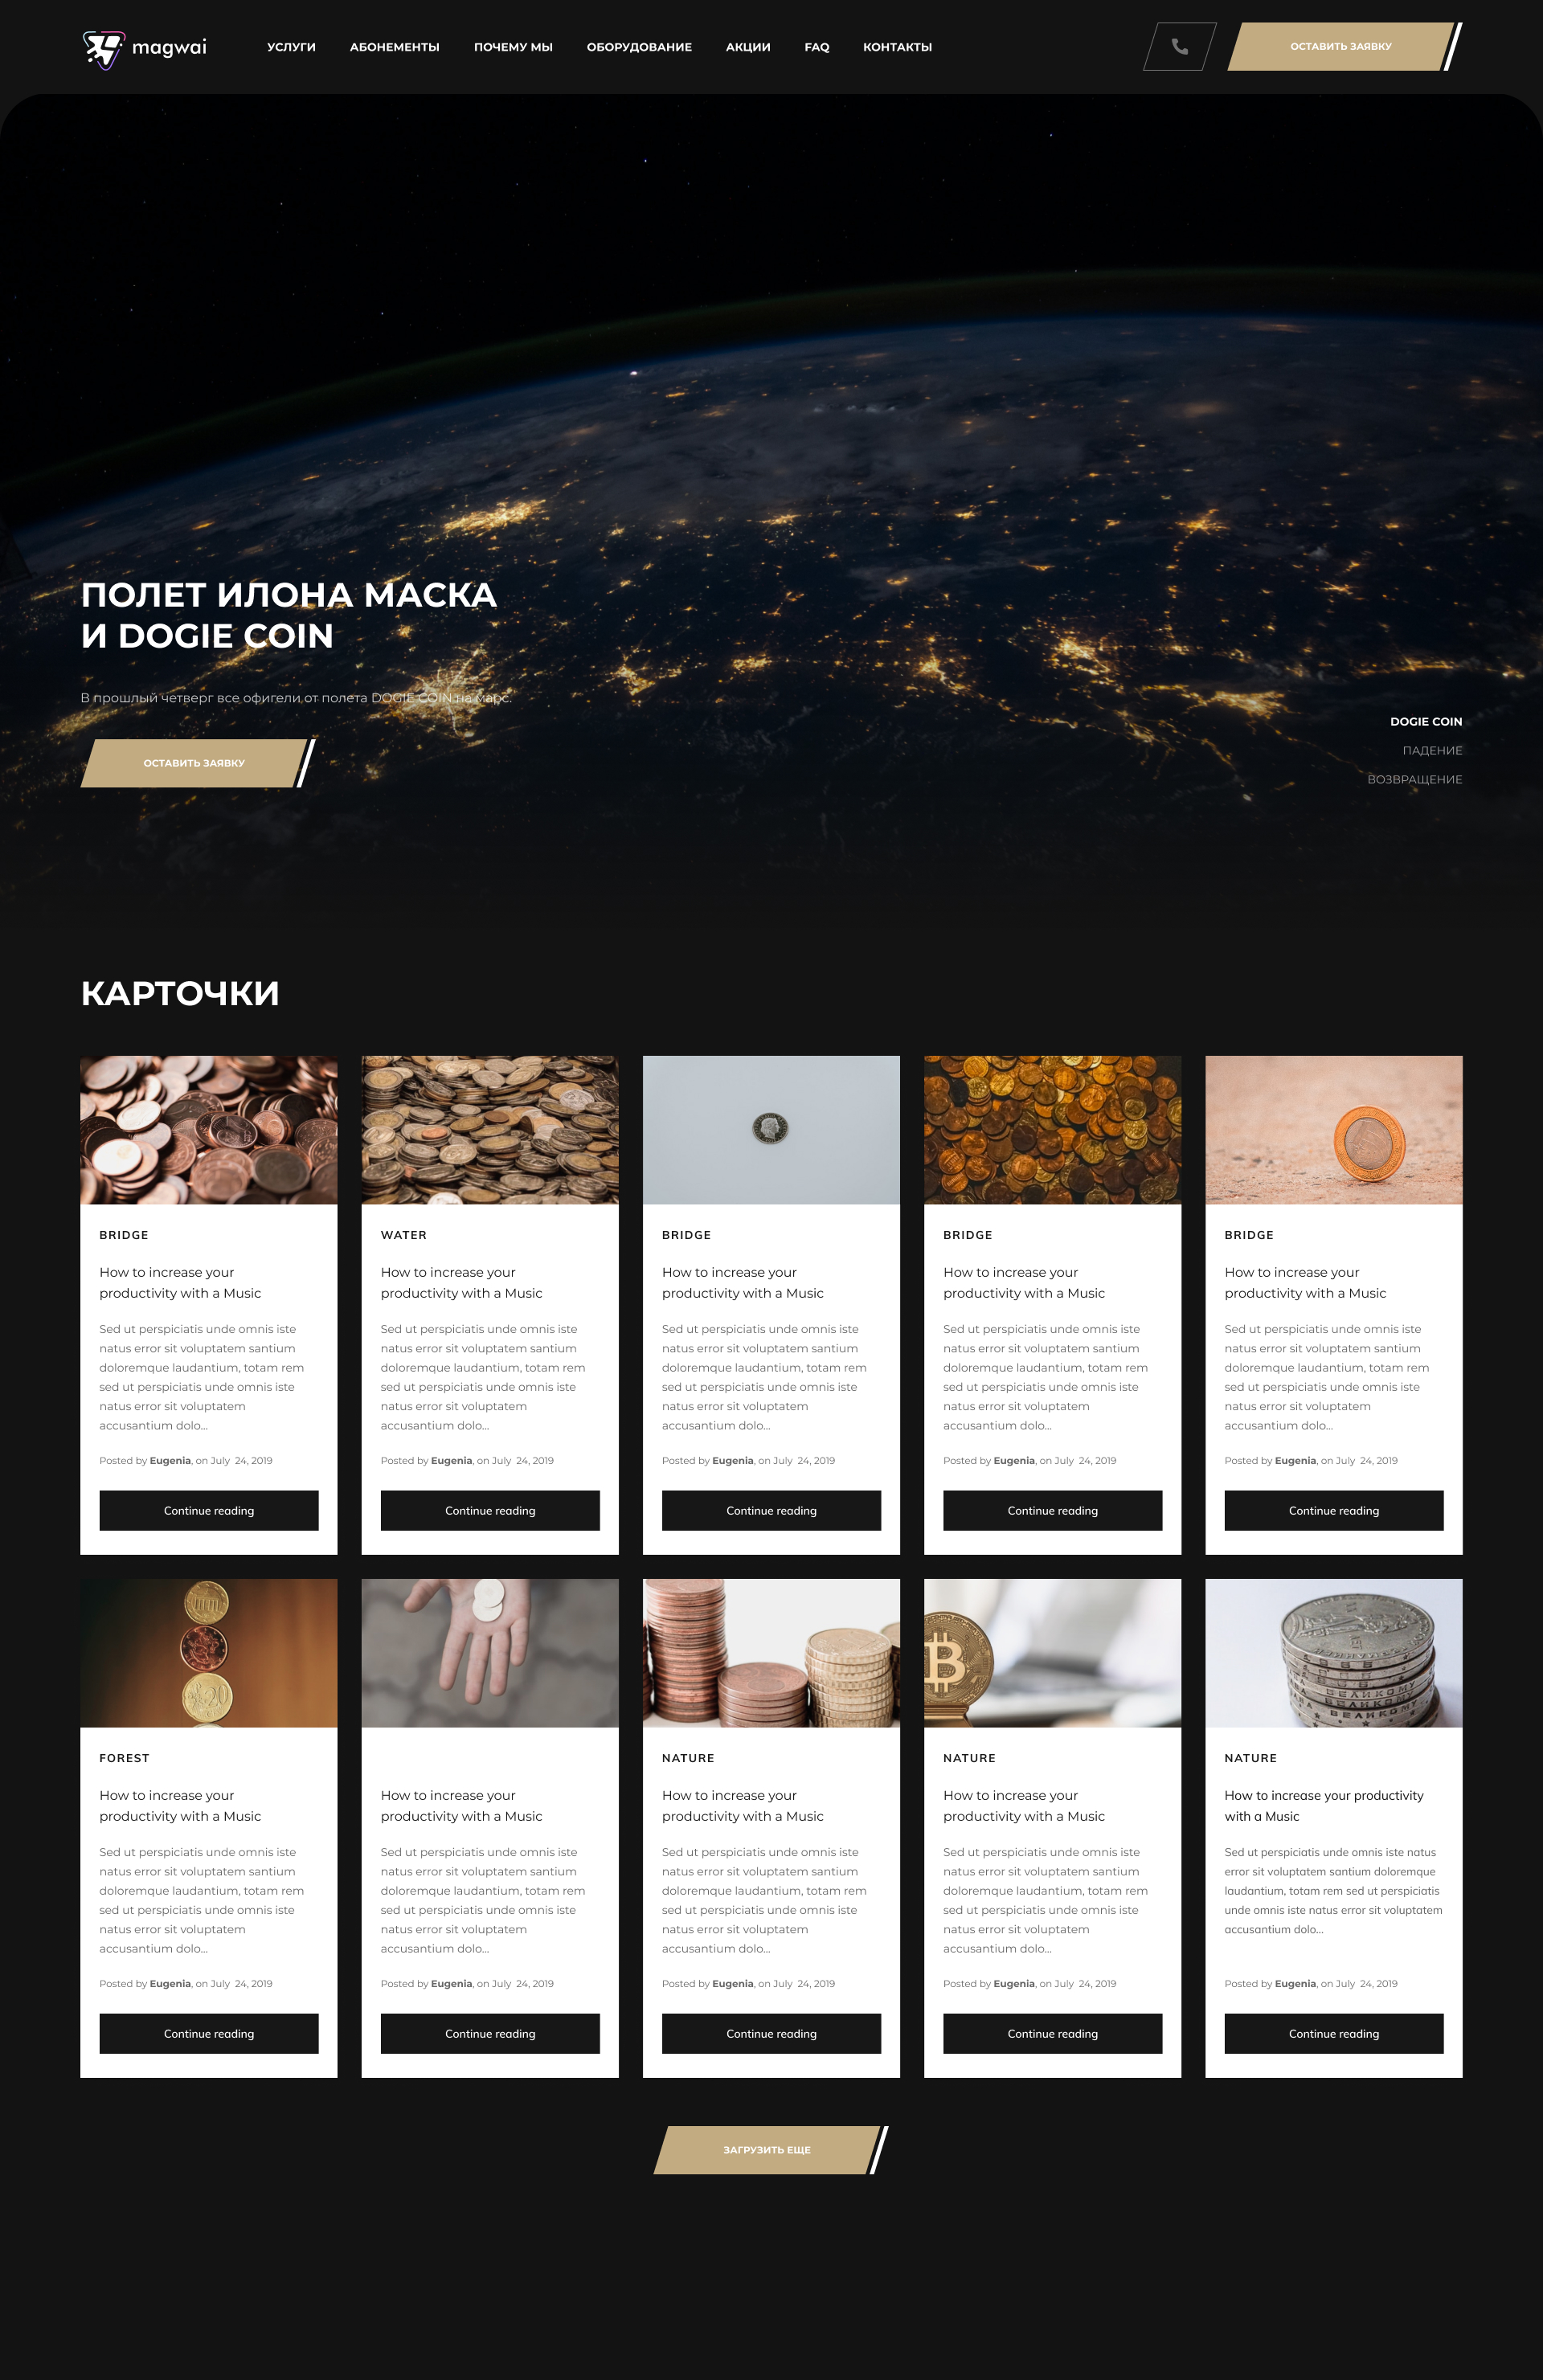 magwai
УСЛУГИ АБОНЕМЕНТЫ ПОЧЕМУ МЫ ОБОРУДОВАНИЕ АКЦИИ FAQ КОНТАКТЫ
ОСТАВИТЬ ЗАЯВКУ
ПОЛЕТ ИЛОНА МАСКА
И DOGIE COIN
В прошлый четверг все офигели от полета DOGIE COIN на марс.
ОСТАВИТЬ ЗАЯВКУ
DOGIE COIN
ПАДЕНИЕ
ВОЗВРАЩЕНИЕ
КАРТОЧКИ
BRIDGE
How to increase your
productivity with a Music
Sed ut perspiciatis unde omnis iste
natus error sit voluptatem santium
doloremque laudantium, totam rem
sed ut perspiciatis unde omnis iste
natus error sit voluptatem
accusantium dolo...
Posted by Eugenia, on July 24, 2019
Continue reading
WATER
How to increase your
productivity with a Music
Sed ut perspiciatis unde omnis iste
natus error sit voluptatem santium
doloremque laudantium, totam rem
sed ut perspiciatis unde omnis iste
natus error sit voluptatem
accusantium dolo...
Posted by Eugenia, on July 24, 2019
Continue reading
BRIDGE
How to increase your
productivity with a Music
Sed ut perspiciatis unde omnis iste
natus error sit voluptatem santium
doloremque laudantium, totam rem
sed ut perspiciatis unde omnis iste
natus error sit voluptatem
accusantium dolo...
Posted by Eugenia, on July 24, 2019
Continue reading
BRIDGE
How to increase your
productivity with a Music
Sed ut perspiciatis unde omnis iste
natus error sit voluptatem santium
doloremque laudantium, totam rem
sed ut perspiciatis unde omnis iste
natus error sit voluptatem
accusantium dolo...
Posted by Eugenia, on July 24, 2019
Continue reading
BRIDGE
How to increase your
productivity with a Music
Sed ut perspiciatis unde omnis iste
natus error sit voluptatem santium
doloremque laudantium, totam rem
sed ut perspiciatis unde omnis iste
natus error sit voluptatem
accusantium dolo...
Posted by Eugenia, on July 24, 2019
Continue reading
FOREST
How to increase your
productivity with a Music
Sed ut perspiciatis unde omnis iste
natus error sit voluptatem santium
doloremque laudantium, totam rem
sed ut perspiciatis unde omnis iste
natus error sit voluptatem
accusantium dolo...
Posted by Eugenia, on July 24, 2019
Continue reading
How to increase your
productivity with a Music
Sed ut perspiciatis unde omnis iste
natus error sit voluptatem santium
doloremque laudantium, totam rem
sed ut perspiciatis unde omnis iste
natus error sit voluptatem
accusantium dolo...
Posted by Eugenia, on July 24, 2019
Continue reading
NATURE
How to increase your
productivity with a Music
Sed ut perspiciatis unde omnis iste
natus error sit voluptatem santium
doloremque laudantium, totam rem
sed ut perspiciatis unde omnis iste
natus error sit voluptatem
accusantium dolo...
Posted by Eugenia, on July 24, 2019
Continue reading
NATURE
How to increase your
productivity with a Music
Sed ut perspiciatis unde omnis iste
natus error sit voluptatem santium
doloremque laudantium, totam rem
sed ut perspiciatis unde omnis iste
natus error sit voluptatem
accusantium dolo...
Posted by Eugenia, on July 24, 2019
Continue reading
ВЕЛИКОМУ
ВЕЛИКОМУ
NATURE
How to increase your productivity
with a Music
Sed ut perspiciatis unde omnis iste natus
error sit voluptatem santium doloremque
laudantium, totam rem sed ut perspiciatis
unde omnis iste natus error sit voluptatem
accusantium dolo...
Posted by Eugenia, on July 24, 2019
Continue reading
ЗАГРУЗИТЬ ЕЩЕ